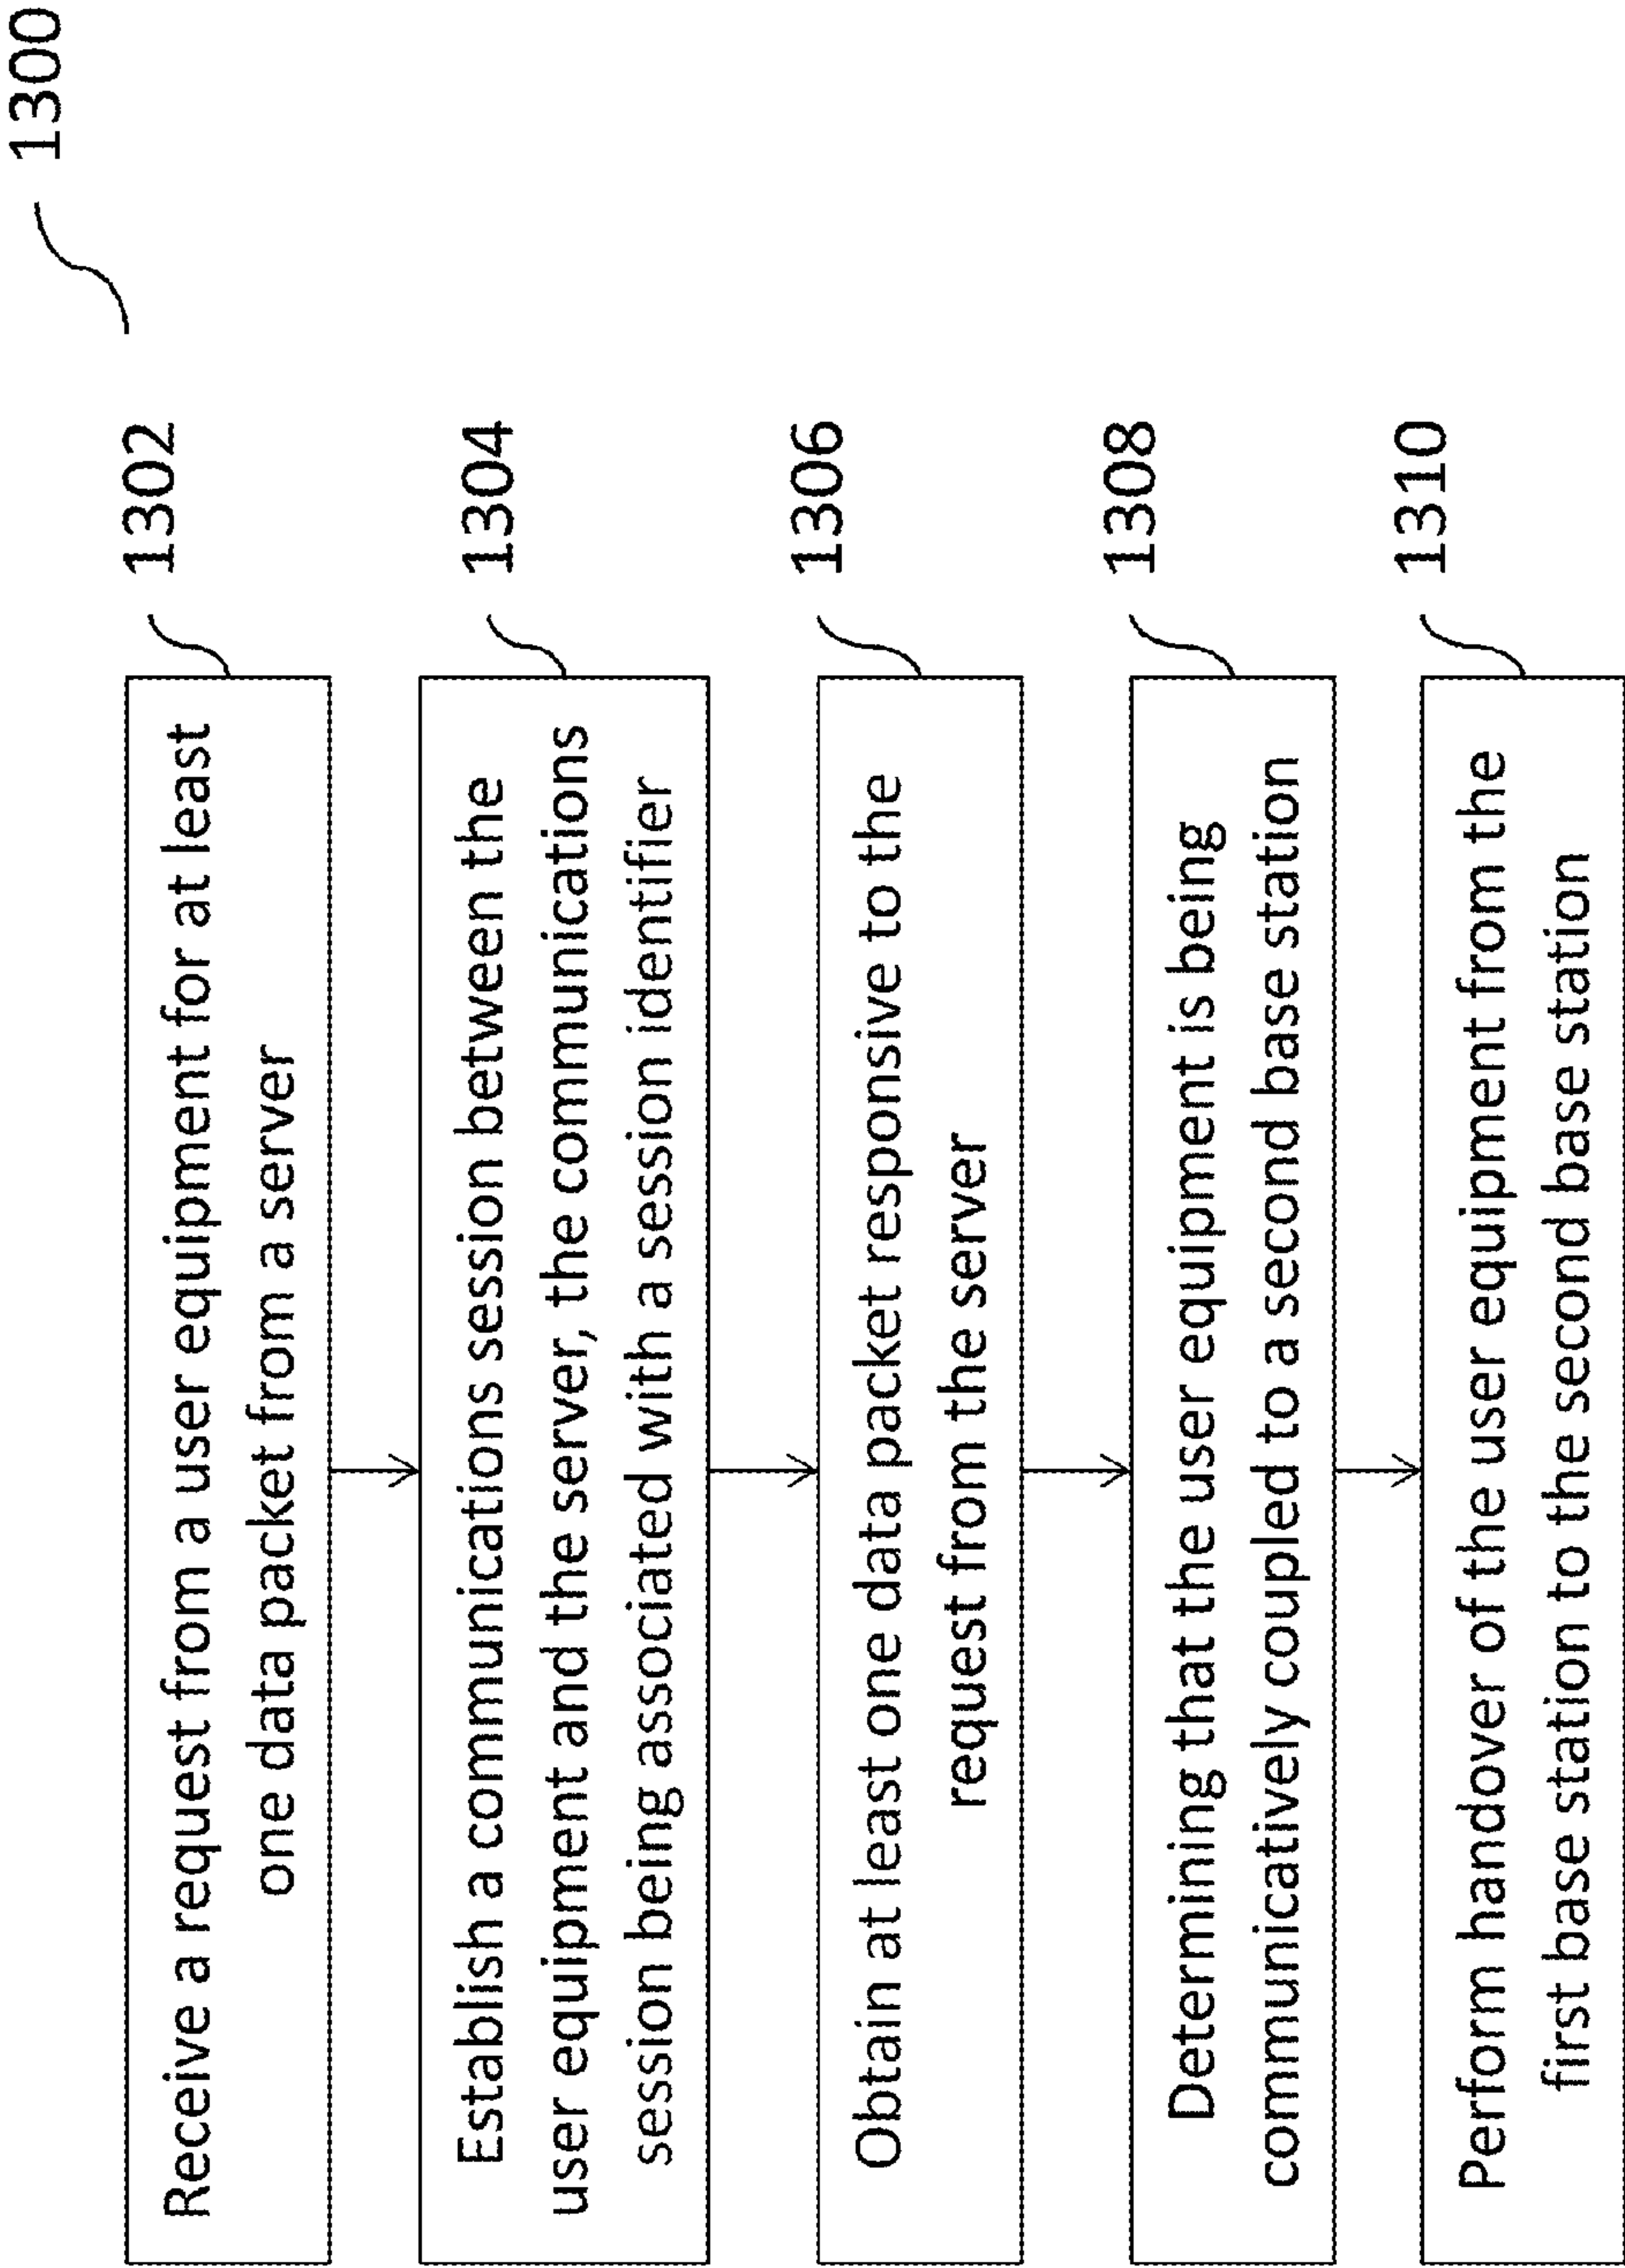 1300
Receive a request from a user equipment for at least
one data packet from a server
1302
Establish a communications session between the
user equipment and the server, the communications
session being associated with a session identifier
1304
Obtain at least one data packet responsive to the
request from the server
1306
Determining that the user equipment is being
communicatively coupled to a second base station
1308
Perform handover of the user equipment from the
first base station to the second base station
1310